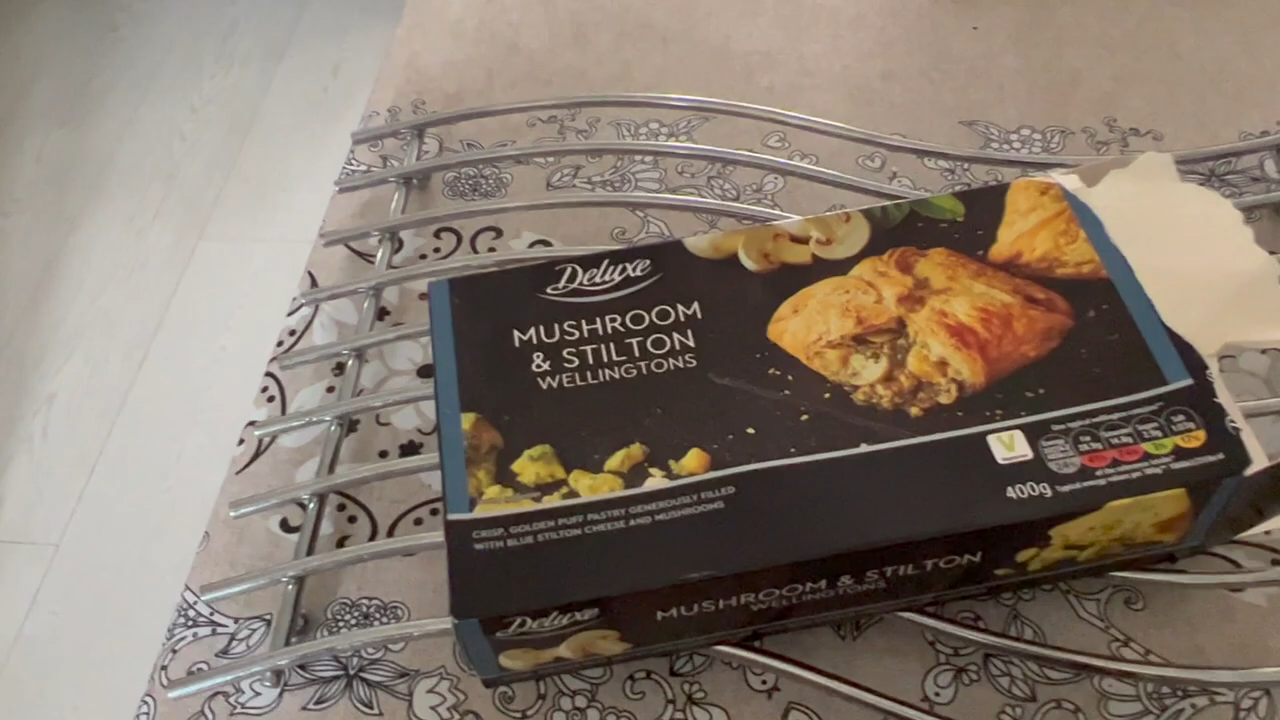 Deluxe
MUSHROOM
& STILTON
WELLINGTONS
V
400g
CRISP, GOLDEN PUFF PASTRY GENEROUSLY FILLED
WITH BLUE STILTON CHEESE AND MUSHROOMS
Deluxe
MUSHROOM & STILTON
WELLINGTONS